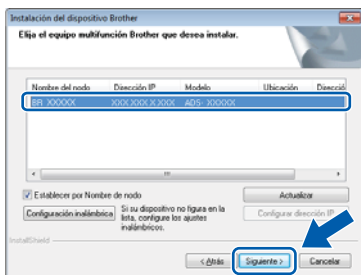 Instalación del dispositivo Brother
Elija el equipo multifunción Brother que desea instalar.
Nombre del nodo Dirección IP Modelo Ubicación Direcció
BR XXXXX XXX.XXX.X.XXX ADS- XXXXX
Establecer por Nombre de nodo
Actualizar
Configuración inalámbrica
Si su dispositivo no figura en la
lista, configure los ajustes
inalámbricos.
Configurar dirección IP
InstallShield
< Atrás
Siguiente >
Cancelar